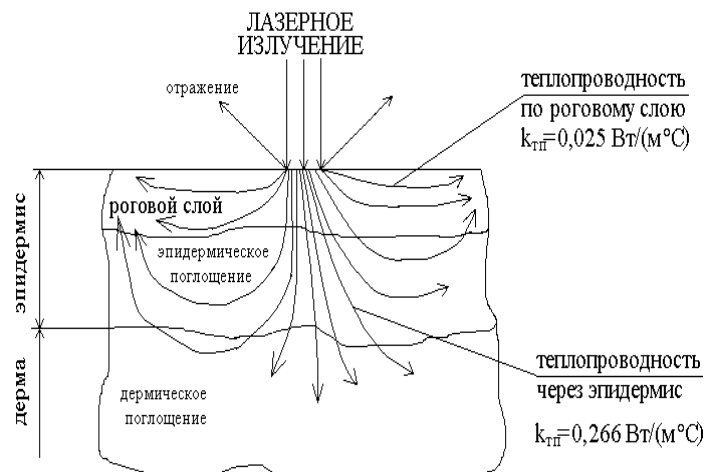 ЛАЗЕРНОЕ
ИЗЛУЧЕНИЕ
отражение
теплопроводность
по роговому слою
kтп=0,025 Вт/(м°С)
роговой слой
эпидермическое
поглощение
эпидермис
дерма
дермическое
поглощение
теплопроводность
через эпидермис
kтп=0,266 Вт/(м°С)